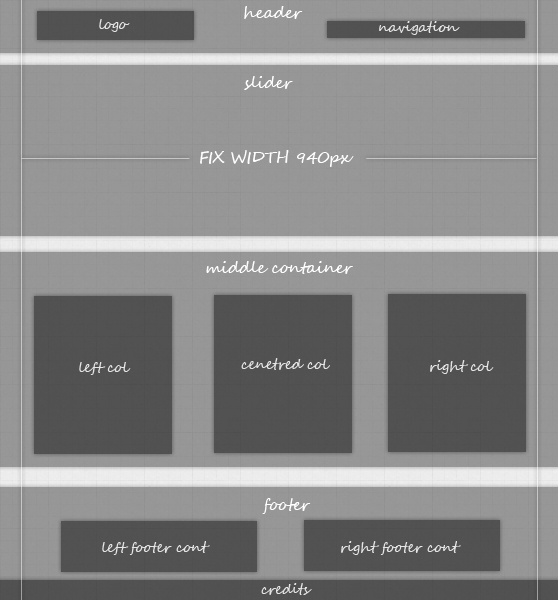 header
logo
navigation
slider
FIX WIDTH 940px
middle container
left col
cenetred col
right col
footer
left footer cont
right footer cont
credits